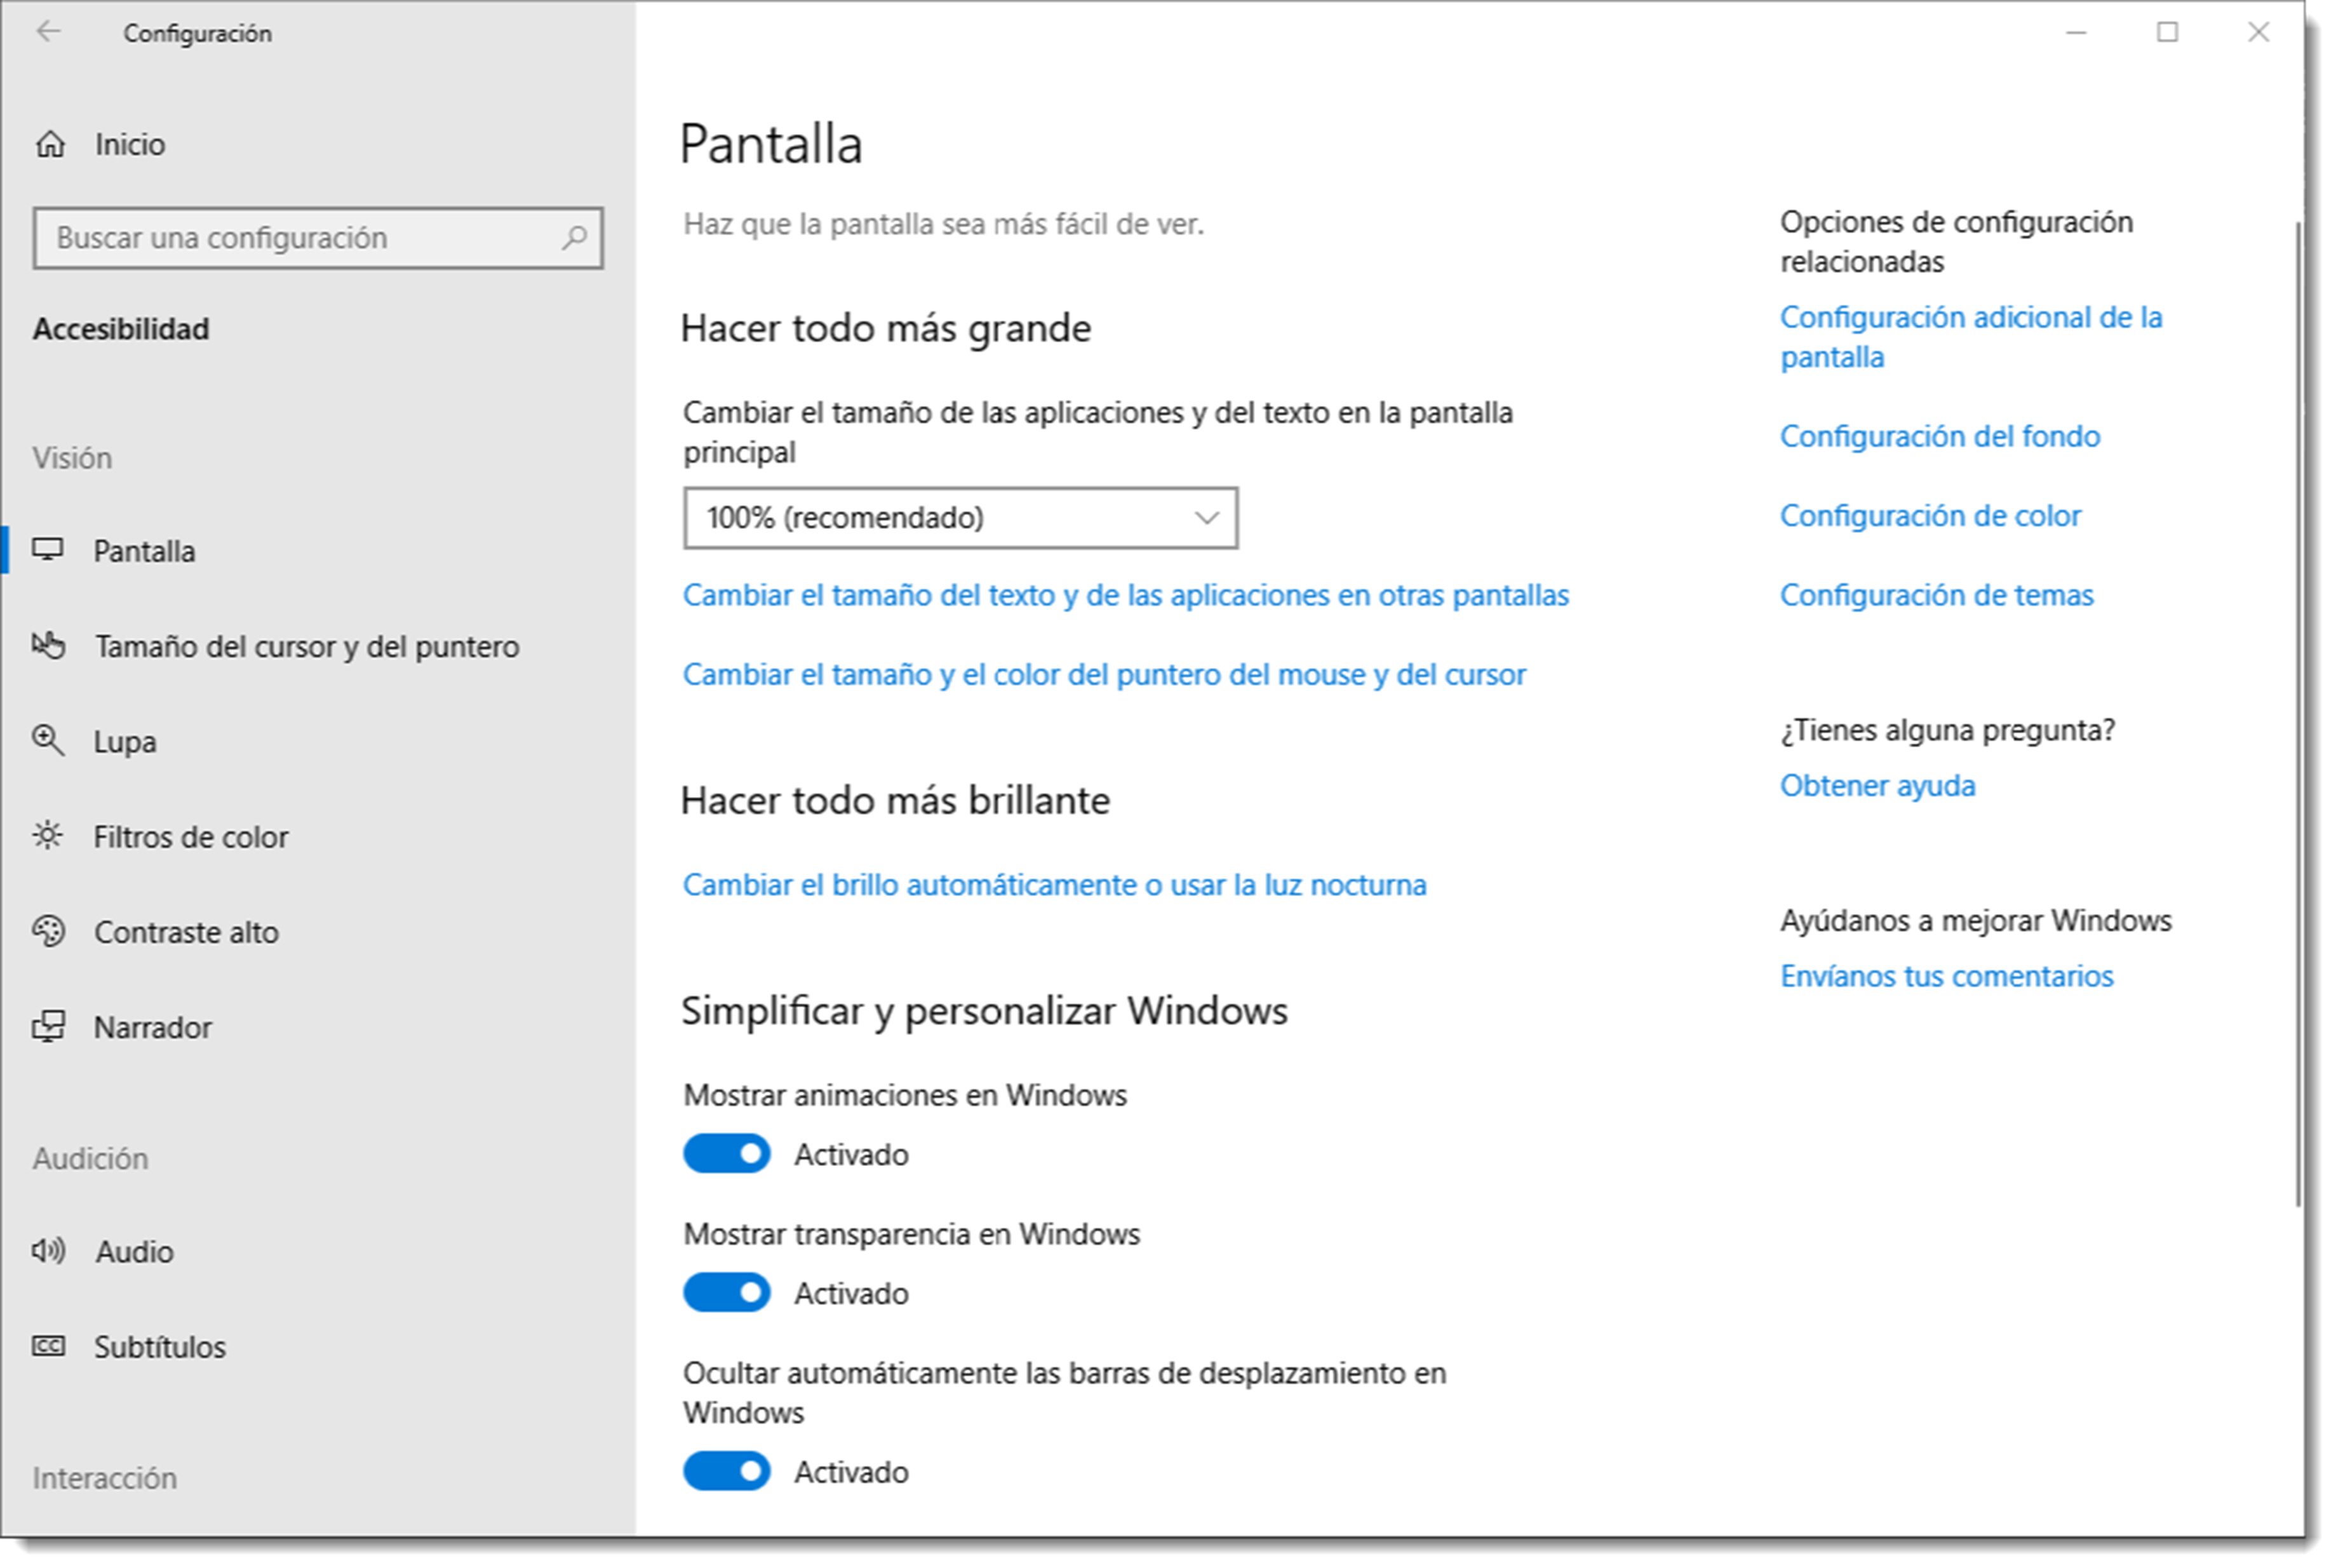 Configuración
Inicio
Buscar una configuración
Accesibilidad
Visión
Pantalla
Tamaño del cursor y del puntero
Lupa
Filtros de color
Contraste alto
Narrador
Audición
Audio
CC
Subtítulos
Interacción
Pantalla
Haz que la pantalla sea más fácil de ver.
Hacer todo más grande
Cambiar el tamaño de las aplicaciones y del texto en la pantalla
principal
100% (recomendado)
Cambiar el tamaño del texto y de las aplicaciones en otras pantallas
Cambiar el tamaño y el color del puntero del mouse y del cursor
Hacer todo más brillante
Cambiar el brillo automáticamente o usar la luz nocturna
Simplificar y personalizar Windows
Mostrar animaciones en Windows
Activado
Mostrar transparencia en Windows
Activado
Ocultar automáticamente las barras de desplazamiento en
Windows
Activado
Opciones de configuración
relacionadas
Configuración adicional de la
pantalla
Configuración del fondo
Configuración de color
Configuración de temas
¿Tienes alguna pregunta?
Obtener ayuda
Ayúdanos a mejorar Windows
Envíanos tus comentarios